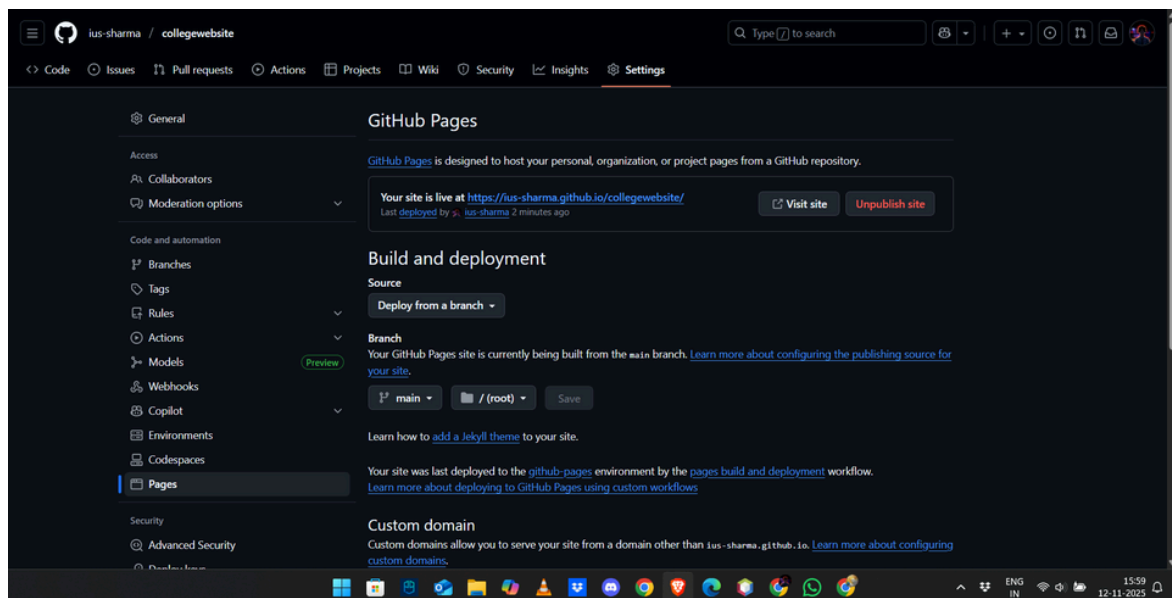 ius-sharma / collegewebsite
Type / to search
Code
Issues
Pull requests
Actions
Projects
Wiki
Security
Insights
Settings
General
Access
Collaborators
Moderation options
Code and automation
Branches
Tags
Rules
Actions
Models Preview
Webhooks
Copilot
Environments
Codespaces
Pages
Security
Advanced Security
Deploy keys
GitHub Pages
GitHub Pages is designed to host your personal, organization, or project pages from a GitHub repository.
Your site is live at https://ius-sharma.github.io/collegewebsite/
Last deployed by ius-sharma 2 minutes ago
Visit site
Unpublish site
Build and deployment
Source
Deploy from a branch
Branch
Your GitHub Pages site is currently being built from the main branch. Learn more about configuring the publishing source for
your site.
main
/ (root)
Save
Learn how to add a Jekyll theme to your site.
Your site was last deployed to the github-pages environment by the pages build and deployment workflow.
Learn more about deploying to GitHub Pages using custom workflows
Custom domain
Custom domains allow you to serve your site from a domain other than ius-sharma.github.io. Learn more about configuring
custom domains.
ENG
IN
15:59
12-11-2025